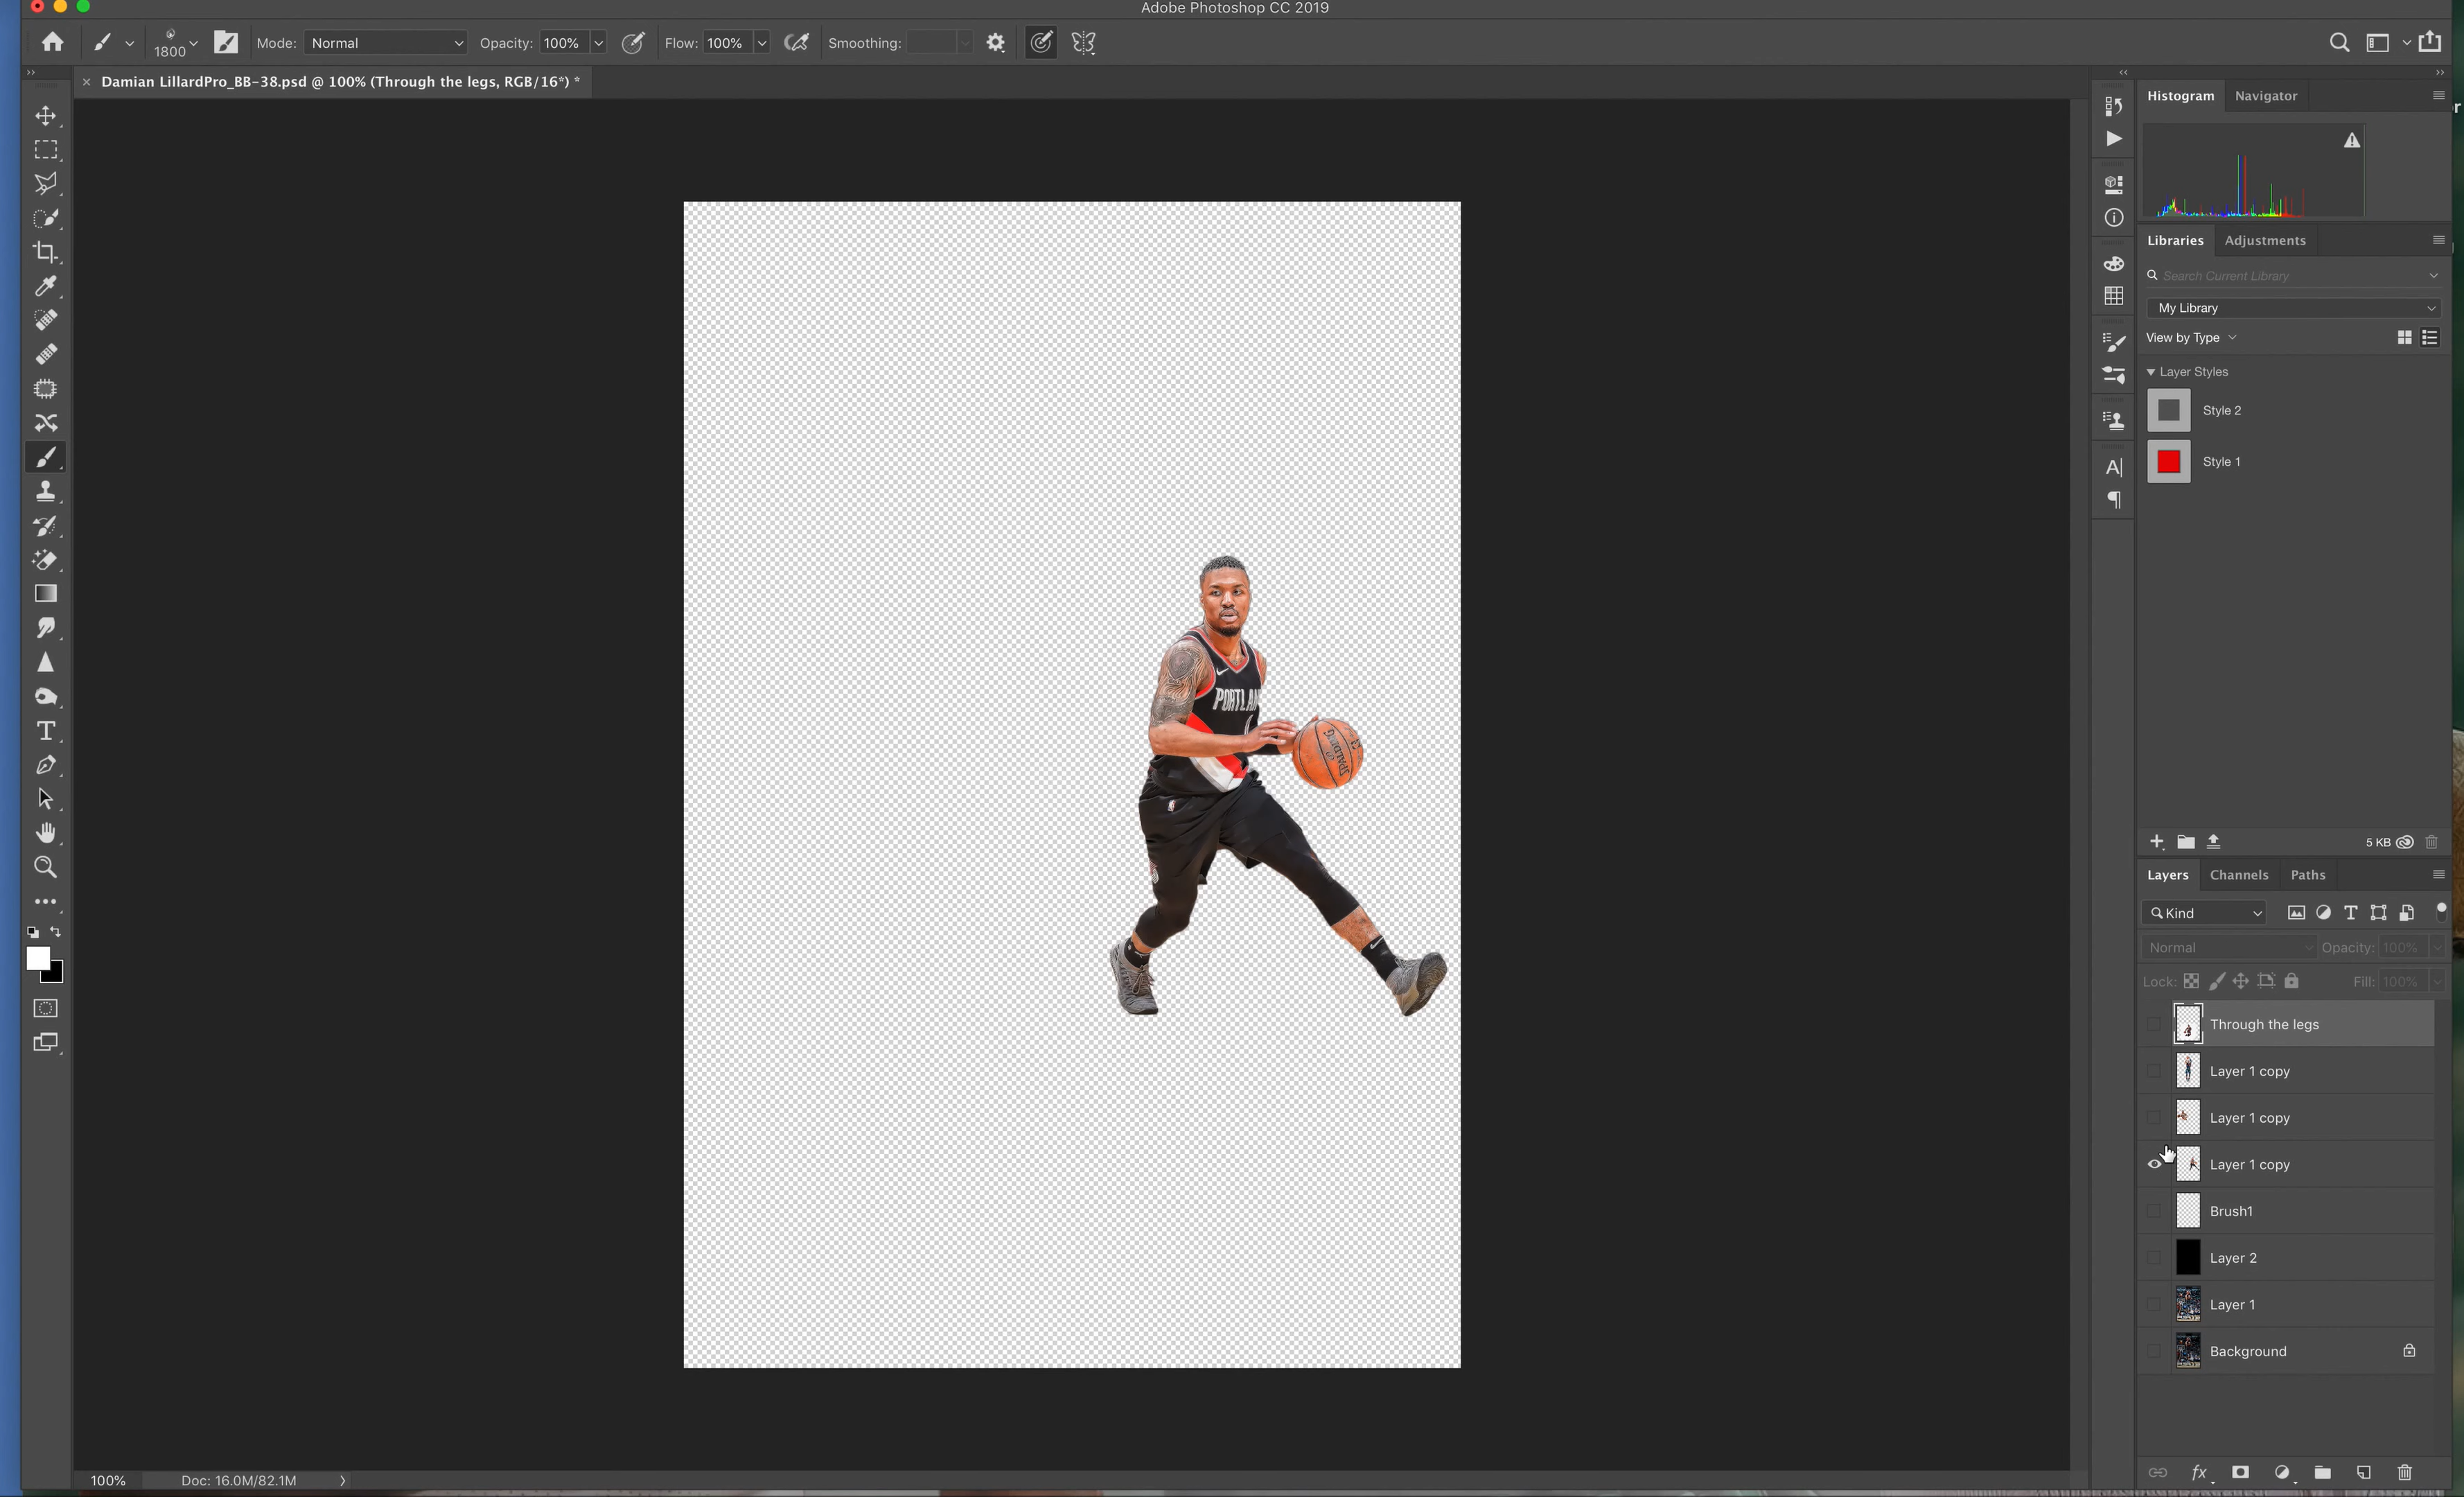 Adobe Photoshop CC 2019
1800
Mode: Normal
Opacity: 100%
Flow: 100%
Smoothing:
× Damian LillardPro_BB-38.psd @ 100% (Through the legs, RGB/16*) *
Histogram
Navigator
Libraries
Adjustments
Search Current Library
My Library
View by Type
Layer Styles
Style 2
Style 1
PORTLAN
SPALDING
5 KB
Layers
Channels
Paths
Kind
Normal
Opacity: 100%
Lock:
Fill: 100%
Through the legs
Layer 1 copy
Layer 1 copy
Layer 1 copy
Brush1
Layer 2
Layer 1
Background
fx
100%
Doc: 16.0M/82.1M